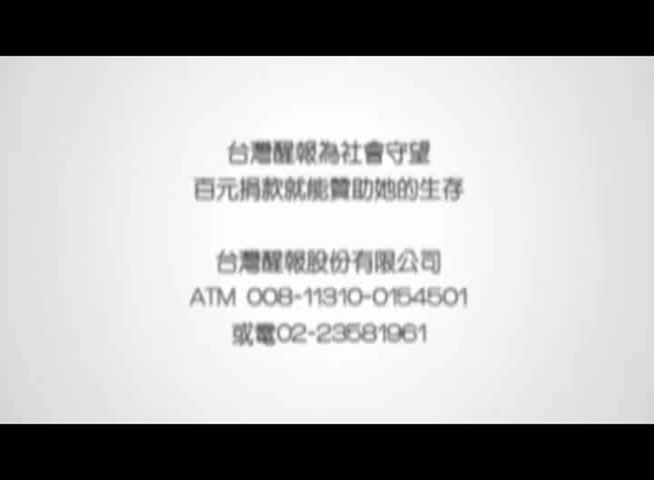 台灣醒報為社會守望
百元捐款就能贊助她的生存
台灣醒報股份有限公司
ATM 008-11310-0154501
或電02-23581961